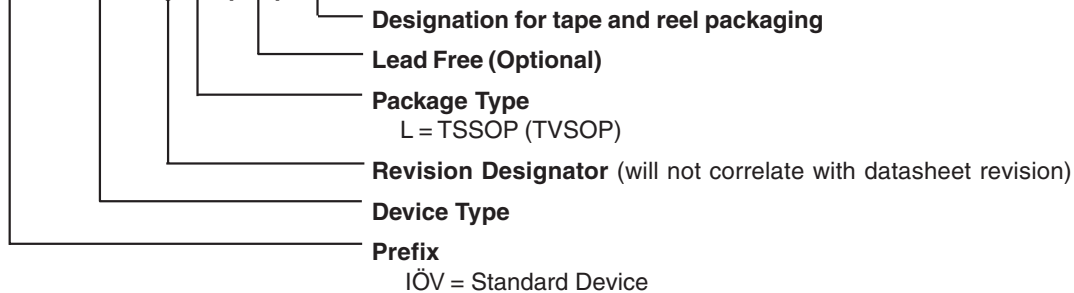 Designation for tape and reel packaging
Lead Free (Optional)
Package Type
L = TSSOP (TVSOP)
Revision Designator (will not correlate with datasheet revision)
Device Type
Prefix
IÖV = Standard Device